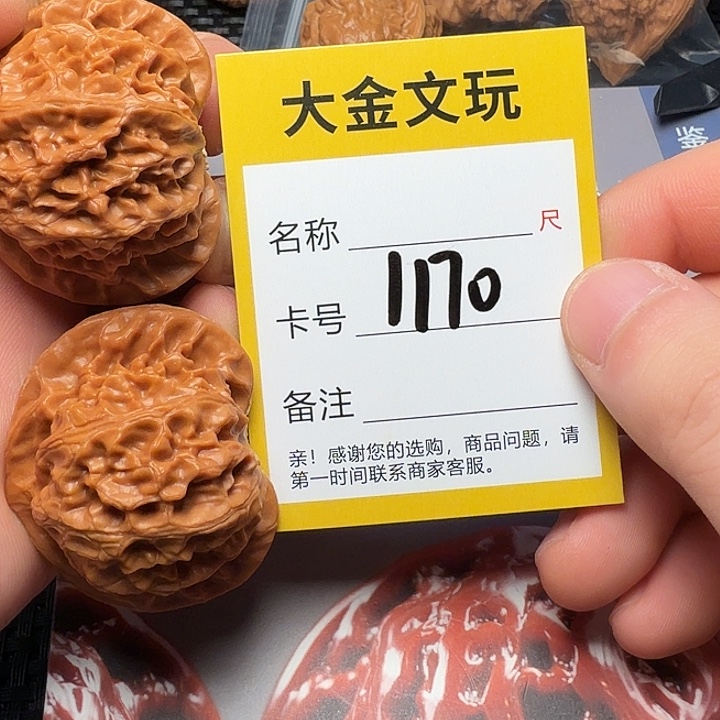 大金文玩
名称 尺
卡号 1170
备注
亲！感谢您的选购，商品问题，请
第一时间联系商家客服。
鉴